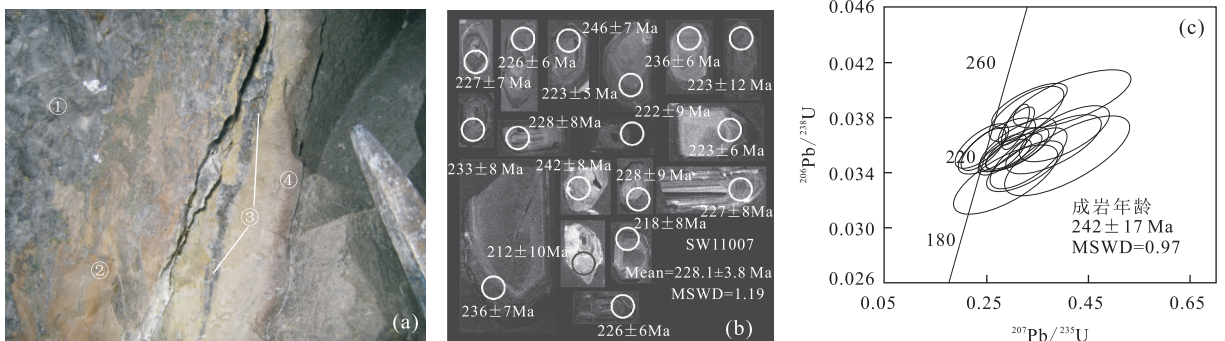 ①
②
③
④
(a)
246±7 Ma
226±6 Ma
236±6 Ma
227±7 Ma
223±5 Ma
223±12 Ma
222±9 Ma
228±8Ma
223±6 Ma
233±8 Ma
242±8 Ma
228±9 Ma
227±8Ma
218±8Ma
212±10Ma
SW11007
Mean=228.1±3.8 Ma
MSWD=1.19
236±7 Ma
226±6 Ma
(b)
0.046
(c)
260
0.042
0.038
220
0.034
成岩年龄
242±17 Ma
MSWD=0.97
180
0.030
0.026
0.05
0.25
0.45
0.65
²⁰⁶Pb/²³⁸U
²⁰⁷Pb/²³⁵U